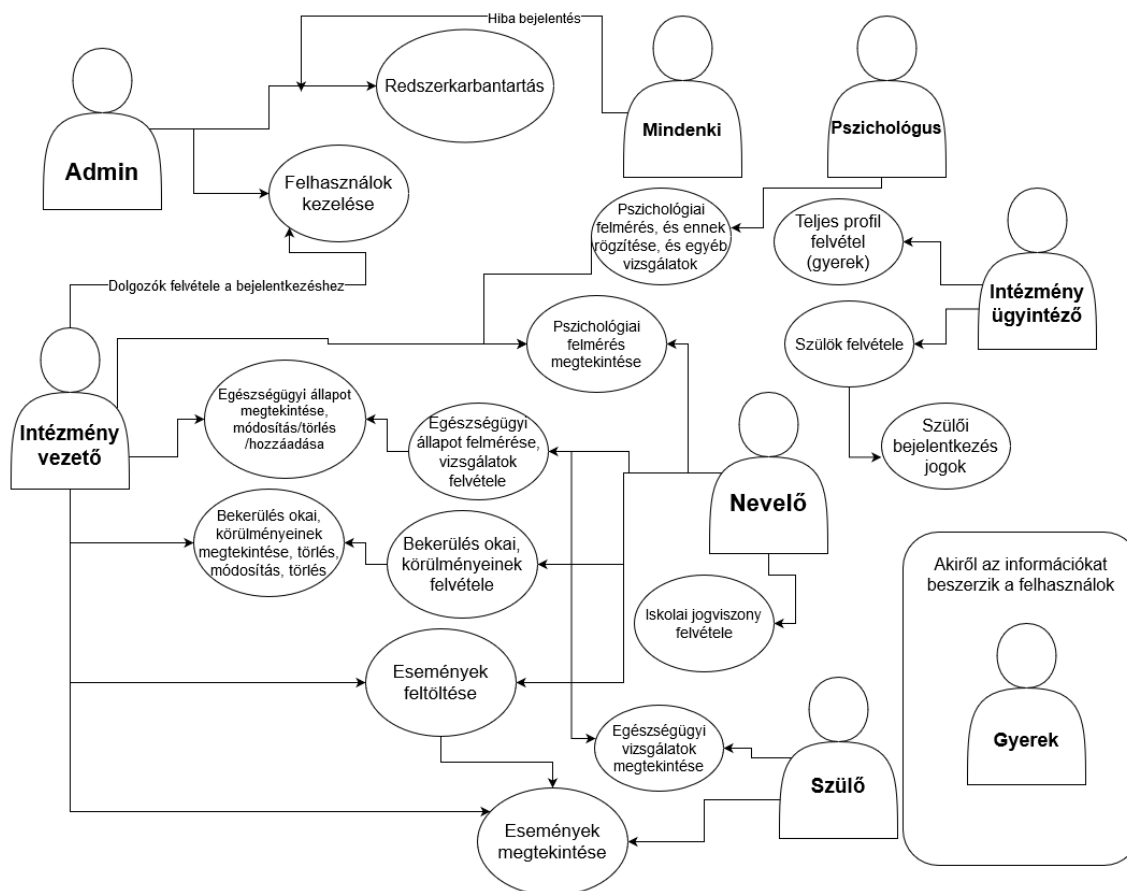 Hiba bejelentés
Redszerkarbantartás
Admin
Mindenki
Pszichológus
Felhasználok
kezelése
Pszichológiai
felmérés, és ennek
rögzítése, és egyéb
vizsgálatok
Teljes profil
felvétel
(gyerek)
Intézmény
ügyintéző
Dolgozók felvétele a bejelentkezéshez
Pszichológiai
felmérés
megtekintése
Szülök felvétele
Intézmény
vezető
Egészségügyi állapot
megtekintése,
módosítás/törlés
/hozzáadása
Egészségügyi
állapot felmérése,
vizsgálatok
felvétele
Nevelő
Szülői
bejelentkezés
jogok
Bekerülés okai,
körülményeinek
megtekintése, törlés,
módosítás, törlés
Bekerülés okai,
körülményeinek
felvétele
Iskolai jogviszony
felvétele
Akiről az információkat
beszerzik a felhasználok
Események
feltöltése
Egészségügyi
vizsgálatok
megtekintése
Szülő
Gyerek
Események
megtekintése